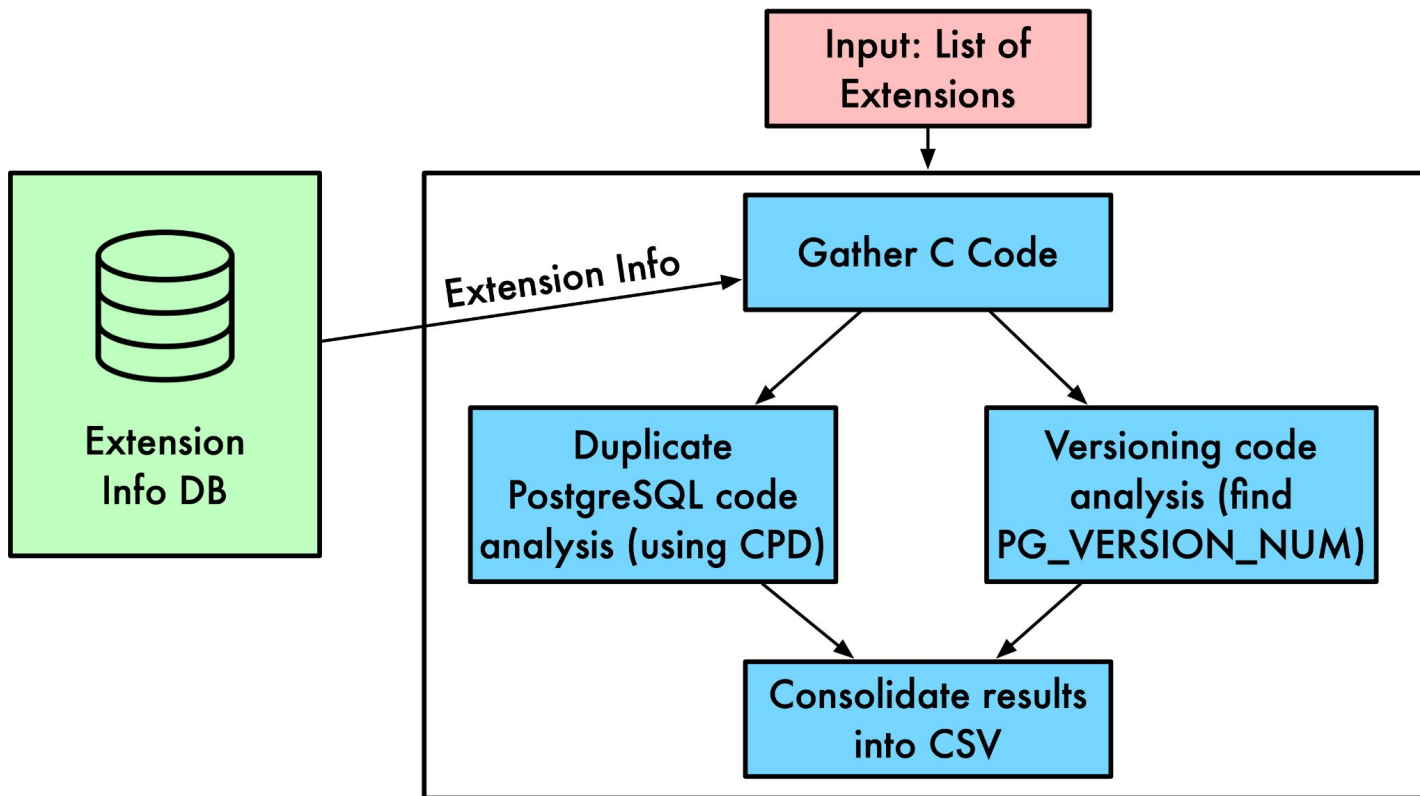 Input: List of
Extensions
Gather C Code
Extension Info
Extension
Info DB
Duplicate
PostgreSQL code
analysis (using CPD)
Versioning code
analysis (find
PG_VERSION_NUM)
Consolidate results
into CSV